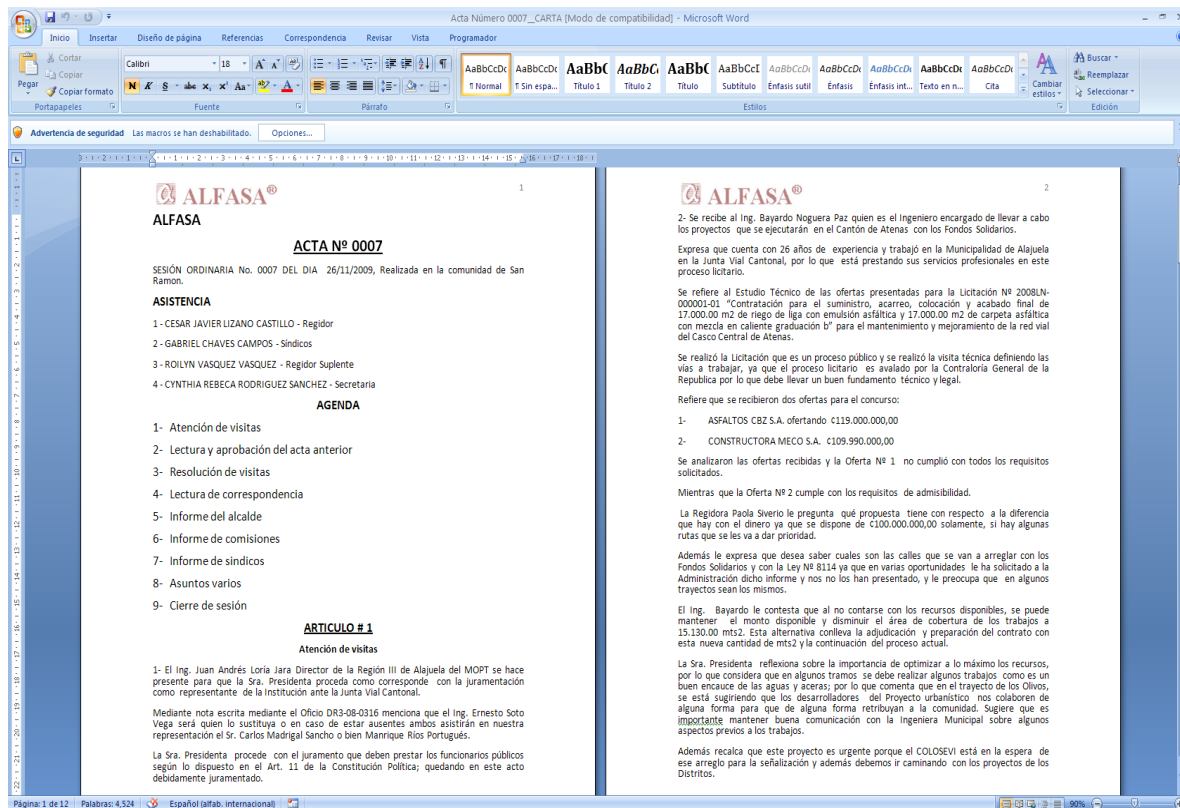 Acta Número 0007__CARTA [Modo de compatibilidad] - Microsoft Word
Inicio Insertar Diseño de página Referencias Correspondencia Revisar Vista Programador
Pegar
Cortar
Copiar
Copiar formato
Portapapeles
Calibri 18
N K S abc x₂ x² Aa
Fuente
Párrafo
AaBbCcDc AaBbCcDc AaBbC AaBbCc AaBbC AaBbCcI AaBbCcDc AaBbCcDc AaBbCcDc AaBbCcDc AaBbCcDc
¶ Normal ¶ Sin espa... Título 1 Título 2 Título Subtítulo Énfasis sutil Énfasis Énfasis int... Texto en n... Cita
Cambiar estilos
Estilos
Buscar
Reemplazar
Seleccionar
Edición
Advertencia de seguridad Las macros se han deshabilitado. Opciones...
ALFASA®
1
ALFASA
ACTA Nº 0007
SESIÓN ORDINARIA No. 0007 DEL DIA 26/11/2009, Realizada en la comunidad de San
Ramon.
ASISTENCIA
1 - CESAR JAVIER LIZANO CASTILLO - Regidor
2 - GABRIEL CHAVES CAMPOS - Síndicos
3 - ROILYN VASQUEZ VASQUEZ - Regidor Suplente
4 - CYNTHIA REBECA RODRIGUEZ SANCHEZ - Secretaria
AGENDA
1- Atención de visitas
2- Lectura y aprobación del acta anterior
3- Resolución de visitas
4- Lectura de correspondencia
5- Informe del alcalde
6- Informe de comisiones
7- Informe de sindicos
8- Asuntos varios
9- Cierre de sesión
ARTICULO # 1
Atención de visitas
1- El Ing. Juan Andrés Loría Jara Director de la Región III de Alajuela del MOPT se hace
presente para que la Sra. Presidenta proceda como corresponde con la juramentación
como representante de la Institución ante la Junta Vial Cantonal.
Mediante nota escrita mediante el Oficio DR3-08-0316 menciona que el Ing. Ernesto Soto
Vega será quien lo sustituya o en caso de estar ausentes ambos asistirán en nuestra
representación el Sr. Carlos Madrigal Sancho o bien Manrique Ríos Portugués.
La Sra. Presidenta procede con el juramento que deben prestar los funcionarios públicos
según lo dispuesto en el Art. 11 de la Constitución Política; quedando en este acto
debidamente juramentado.
ALFASA®
2
2- Se recibe al Ing. Bayardo Noguera Paz quien es el Ingeniero encargado de llevar a cabo
los proyectos que se ejecutarán en el Cantón de Atenas con los Fondos Solidarios.
Expresa que cuenta con 26 años de experiencia y trabajó en la Municipalidad de Alajuela
en la Junta Vial Cantonal, por lo que está prestando sus servicios profesionales en este
proceso licitario.
Se refiere al Estudio Técnico de las ofertas presentadas para la Licitación Nº 2008LN-
000001-01 “Contratación para el suministro, acarreo, colocación y acabado final de
17.000.00 m2 de riego de liga con emulsión asfáltica y 17.000.00 m2 de carpeta asfáltica
con mezcla en caliente graduación b” para el mantenimiento y mejoramiento de la red vial
del Casco Central de Atenas.
Se realizó la Licitación que es un proceso público y se realizó la visita técnica definiendo las
vías a trabajar, ya que el proceso licitario es avalado por la Contraloría General de la
Republica por lo que debe llevar un buen fundamento técnico y legal.
Refiere que se recibieron dos ofertas para el concurso:
1- ASFALTOS CBZ S.A. ofertando ¢119.000.000,00
2- CONSTRUCTORA MECO S.A. ¢109.990.000,00
Se analizaron las ofertas recibidas y la Oferta Nº 1 no cumplió con todos los requisitos
solicitados.
Mientras que la Oferta Nº 2 cumple con los requisitos de admisibilidad.
La Regidora Paola Siverio le pregunta qué propuesta tiene con respecto a la diferencia
que hay con el dinero ya que se dispone de ¢100.000.000,00 solamente, si hay algunas
rutas que se les va a dar prioridad.
Además le expresa que desea saber cuales son las calles que se van a arreglar con los
Fondos Solidarios y con la Ley Nº 8114 ya que en varias oportunidades le ha solicitado a la
Administración dicho informe y nos no los han presentado, y le preocupa que en algunos
trayectos sean los mismos.
El Ing. Bayardo le contesta que al no contarse con los recursos disponibles, se puede
mantener el monto disponible y disminuir el área de cobertura de los trabajos a
15.130.00 mts2. Esta alternativa conlleva la adjudicación y preparación del contrato con
esta nueva cantidad de mts2 y la continuación del proceso actual.
La Sra. Presidenta reflexiona sobre la importancia de optimizar a lo máximo los recursos,
por lo que considera que en algunos tramos se debe realizar algunos trabajos como es un
buen encauce de las aguas y aceras; por lo que comenta que en el trayecto de los Olivos,
se está sugiriendo que los desarrolladores del Proyecto urbanístico nos colaboren de
alguna forma para que de alguna forma retribuyan a la comunidad. Sugiere que es
importante mantener buena comunicación con la Ingeniera Municipal sobre algunos
aspectos previos a los trabajos.
Además recalca que este proyecto es urgente porque el COLOSEVI está en la espera de
ese arreglo para la señalización y además debemos ir caminando con los proyectos de los
Distritos.
Página: 1 de 12 Palabras: 4,524 Español (alfab. internacional) 90%